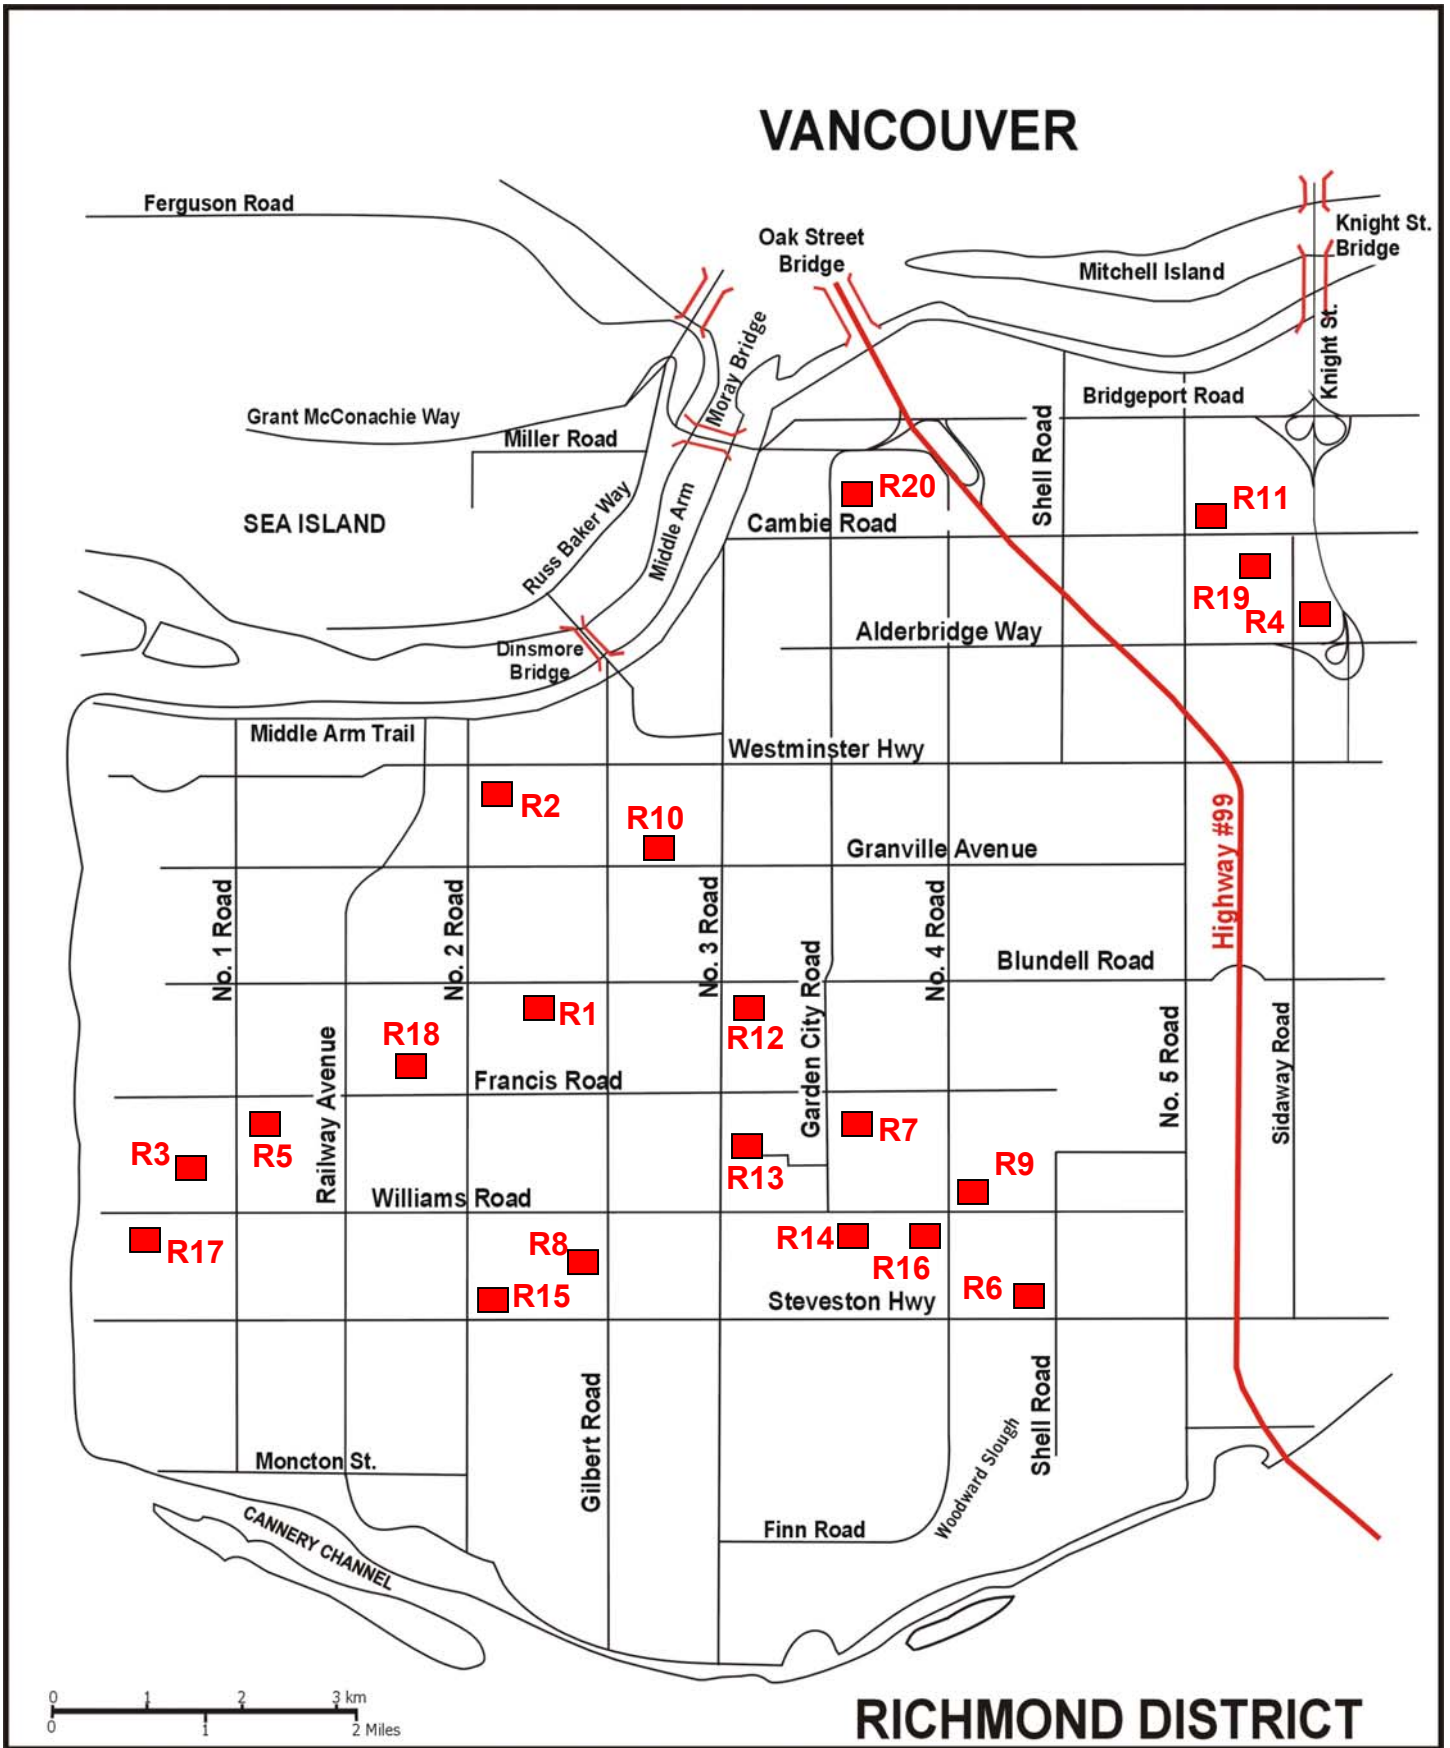 VANCOUVER
Ferguson Road
Oak Street
Bridge
Knight St.
Bridge
Mitchell Island
Knight St.
Moray Bridge
Grant McConachie Way
Miller Road
Bridgeport Road
Shell Road
R20
R11
SEA ISLAND
Russ Baker Way
Middle Arm
Cambie Road
R19
R4
Alderbridge Way
Dinsmore
Bridge
Middle Arm Trail
Westminster Hwy
R2
R10
Granville Avenue
Highway #99
No. 1 Road
No. 2 Road
No. 3 Road
No. 4 Road
Garden City Road
Blundell Road
R1
R12
R18
Railway Avenue
Francis Road
No. 5 Road
Sidaway Road
R3
R5
R7
R13
R9
Williams Road
R17
R8
R14
R16
R15
R6
Steveston Hwy
Gilbert Road
Shell Road
Moncton St.
Woodward Slough
CANNERY CHANNEL
Finn Road
0 1 2 3 km
0 1 2 Miles
RICHMOND DISTRICT